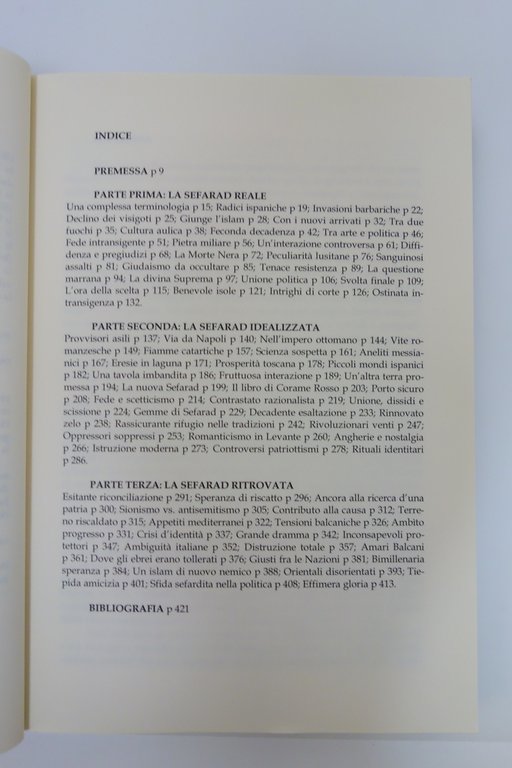 INDICE
PREMESSA p 9
PARTE PRIMA: LA SEFARAD REALE
Una complessa terminologia p 15; Radici ispaniche p 19; Invasioni barbariche p 22;
Declino dei visigoti p 25; Giunge l'islam p 28; Con i nuovi arrivati p 32; Tra due
fuochi p 35; Cultura aulica p 38; Feconda decadenza p 42; Tra arte e politica p 46;
Fede intransigente p 51; Pietra miliare p 56; Un'interazione controversa p 61; Diffi-
denza e pregiudizi p 68; La Morte Nera p 72; Peculiarità lusitane p 76; Sanguinosi
assalti p 81; Giudaismo da occultare p 85; Tenace resistenza p 89; La questione
marrana p 94; La divina Suprema p 97; Unione politica p 106; Svolta finale p 109;
L'ora della scelta p 115; Benevole isole p 121; Intrighi di corte p 126; Ostinata in-
transigenza p 132.
PARTE SECONDA: LA SEFARAD IDEALIZZATA
Provvisori asili p 137; Via da Napoli p 140; Nell'impero ottomano p 144; Vite ro-
manzesche p 149; Fiamme catartiche p 157; Scienza sospetta p 161; Aneliti messia-
nici p 167; Eresie in laguna p 171; Prosperità toscana p 178; Piccoli mondi ispanici
p 182; Una tavola imbandita p 186; Fruttuosa interazione p 189; Un'altra terra pro-
messa p 194; La nuova Sefarad p 199; Il libro di Corame Rosso p 203; Porto sicuro
p 208; Fede e scetticismo p 214; Contrastato razionalista p 219; Unione, dissidi e
scissione p 224; Gemme di Sefarad p 229; Decadente esaltazione p 233; Rinnovato
zelo p 238; Rassicurante rifugio nelle tradizioni p 242; Rivoluzionari venti p 247;
Oppressori soppressi p 253; Romanticismo in Levante p 260; Angherie e nostalgia
p 266; Istruzione moderna p 273; Controversi patriottismi p 278; Rituali identitari
p 286.
PARTE TERZA: LA SEFARAD RITROVATA
Esitante riconciliazione p 291; Speranza di riscatto p 296; Ancora alla ricerca d'una
patria p 300; Sionismo vs. antisemitismo p 305; Contributo alla causa p 312; Terre-
no riscaldato p 315; Appetiti mediterranei p 322; Tensioni balcaniche p 326; Ambito
progresso p 331; Crisi d'identità p 337; Grande dramma p 342; Inconsapevoli pro-
tettori p 347; Ambiguità italiane p 352; Distruzione totale p 357; Amari Balcani
p 361; Dove gli ebrei erano tollerati p 376; Giusti fra le Nazioni p 381; Bimillenaria
speranza p 384; Un islam di nuovo nemico p 388; Orientali disorientati p 393; Tie-
pida amicizia p 401; Sfida sefardita nella politica p 408; Effimera gloria p 413.
BIBLIOGRAFIA p 421